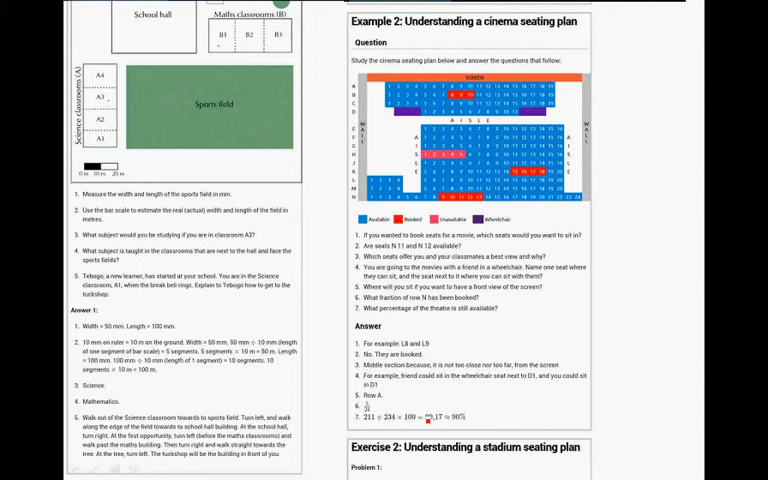 School hall
Maths classrooms (B)
B1 B2 B3
Science classrooms (A)
A4
A3
A2
A1
Sports field
0 m 10 m 20 m
1. Measure the width and length of the sports field in mm.
2. Use the bar scale to estimate the real (actual) width and length of the field in
metres.
3. What subject would you be studying if you are in classroom A3?
4. What subject is taught in the classrooms that are next to the hall and face the
sports fields?
5. Tebogo, a new learner, has started at your school. You are in the Science
classroom, A1, when the break bell rings. Explain to Tebogo how to get to the
tuckshop.
Answer 1:
1. Width = 50 mm. Length = 100 mm.
2. 10 mm on ruler = 10 m on the ground. Width = 50 mm. 50 mm ÷ 10 mm (length
of one segment of bar scale) = 5 segments. 5 segments × 10 m = 50 m. Length
= 100 mm. 100 mm ÷ 10 mm (length of 1 segment) = 10 segments. 10
segments × 10 m = 100 m.
3. Science.
4. Mathematics.
5. Walk out of the Science classroom towards to sports field. Turn left, and walk
along the edge of the field towards to school hall building. At the school hall,
turn right. At the first opportunity, turn left (before the maths classrooms) and
walk past the maths building. Then turn right and walk straight towards the
tree. At the tree, turn left. The tuckshop will be the building in front of you.
Example 2: Understanding a cinema seating plan
Question
Study the cinema seating plan below and answer the questions that follow:
SCREEN
A
B
C
D
AISLE
WALL
WALL
E
F
G
H
J
K
L
M
N
AISLE
AISLE
Available Booked Unavailable Wheelchair
1. If you wanted to book seats for a movie, which seats would you want to sit in?
2. Are seats N 11 and N 12 available?
3. Which seats offer you and your classmates a best view and why?
4. You are going to the movies with a friend in a wheelchair. Name one seat where
they can sit, and the seat next to it where you can sit with them?
5. Where will you sit if you want to have a front view of the screen?
6. What fraction of row N has been booked?
7. What percentage of the theatre is still available?
Answer
1. For example: L8 and L9
2. No. They are booked.
3. Middle section because, it is not too close nor too far, from the screen
4. For example, friend could sit in the wheelchair seat next to D1, and you could sit
in D1
5. Row A.
6. 5/24
7. 211 ÷ 234 × 100 = ,17 ≈ 90%
Exercise 2: Understanding a stadium seating plan
Problem 1: